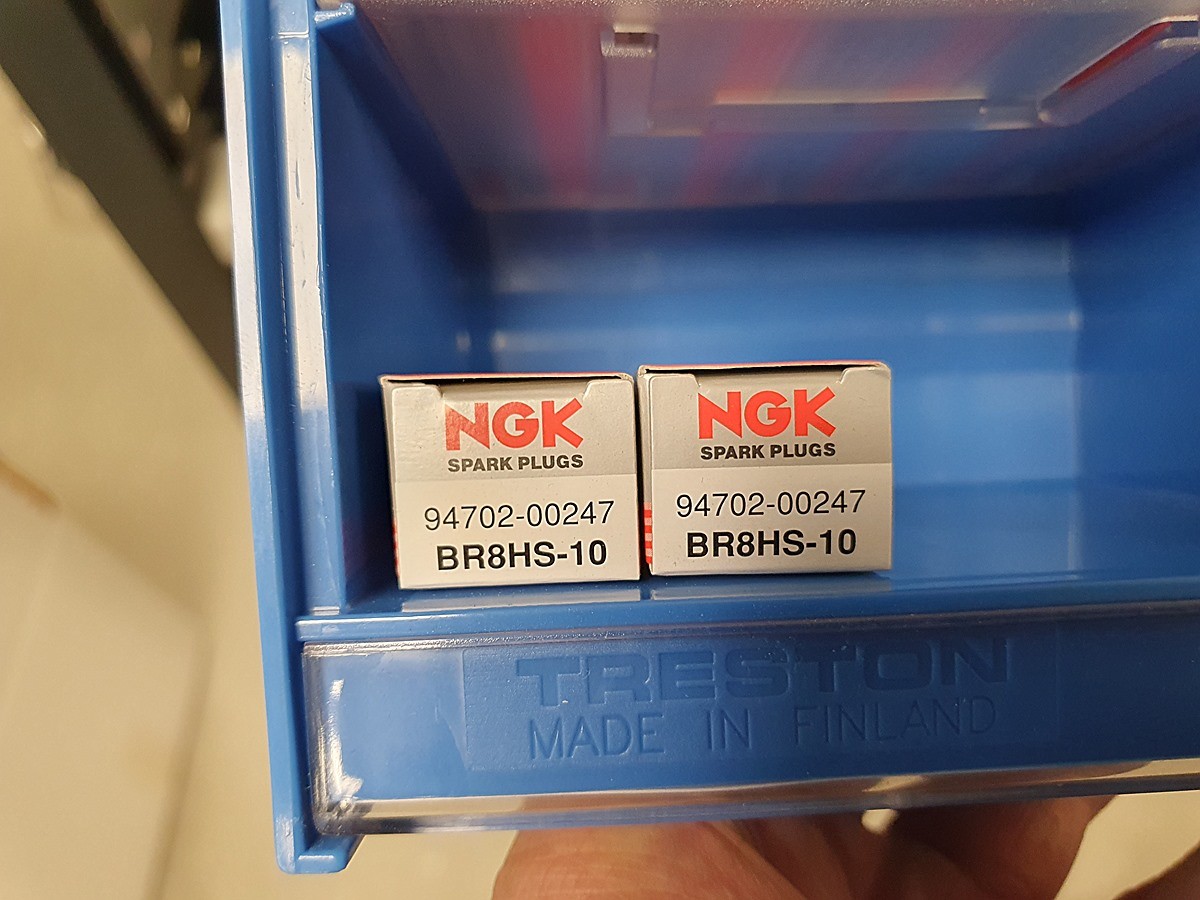 NGK
SPARK PLUGS
94702-00247
BR8HS-10
NGK
SPARK PLUGS
94702-00247
BR8HS-10
TRESTON
MADE IN FINLAND